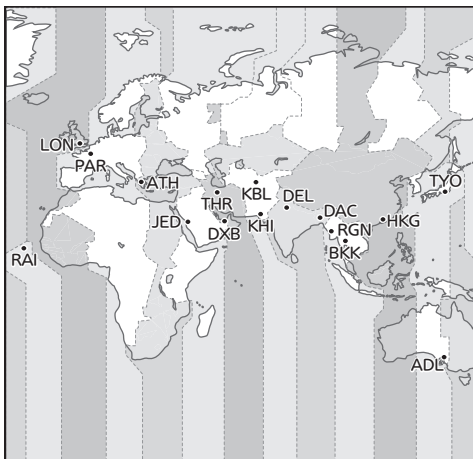 LON
PAR
ATH
TYO
KBL
DEL
THR
DAC
JED
RGN
HKG
DXB
KHI
BKK
RAI
ADL